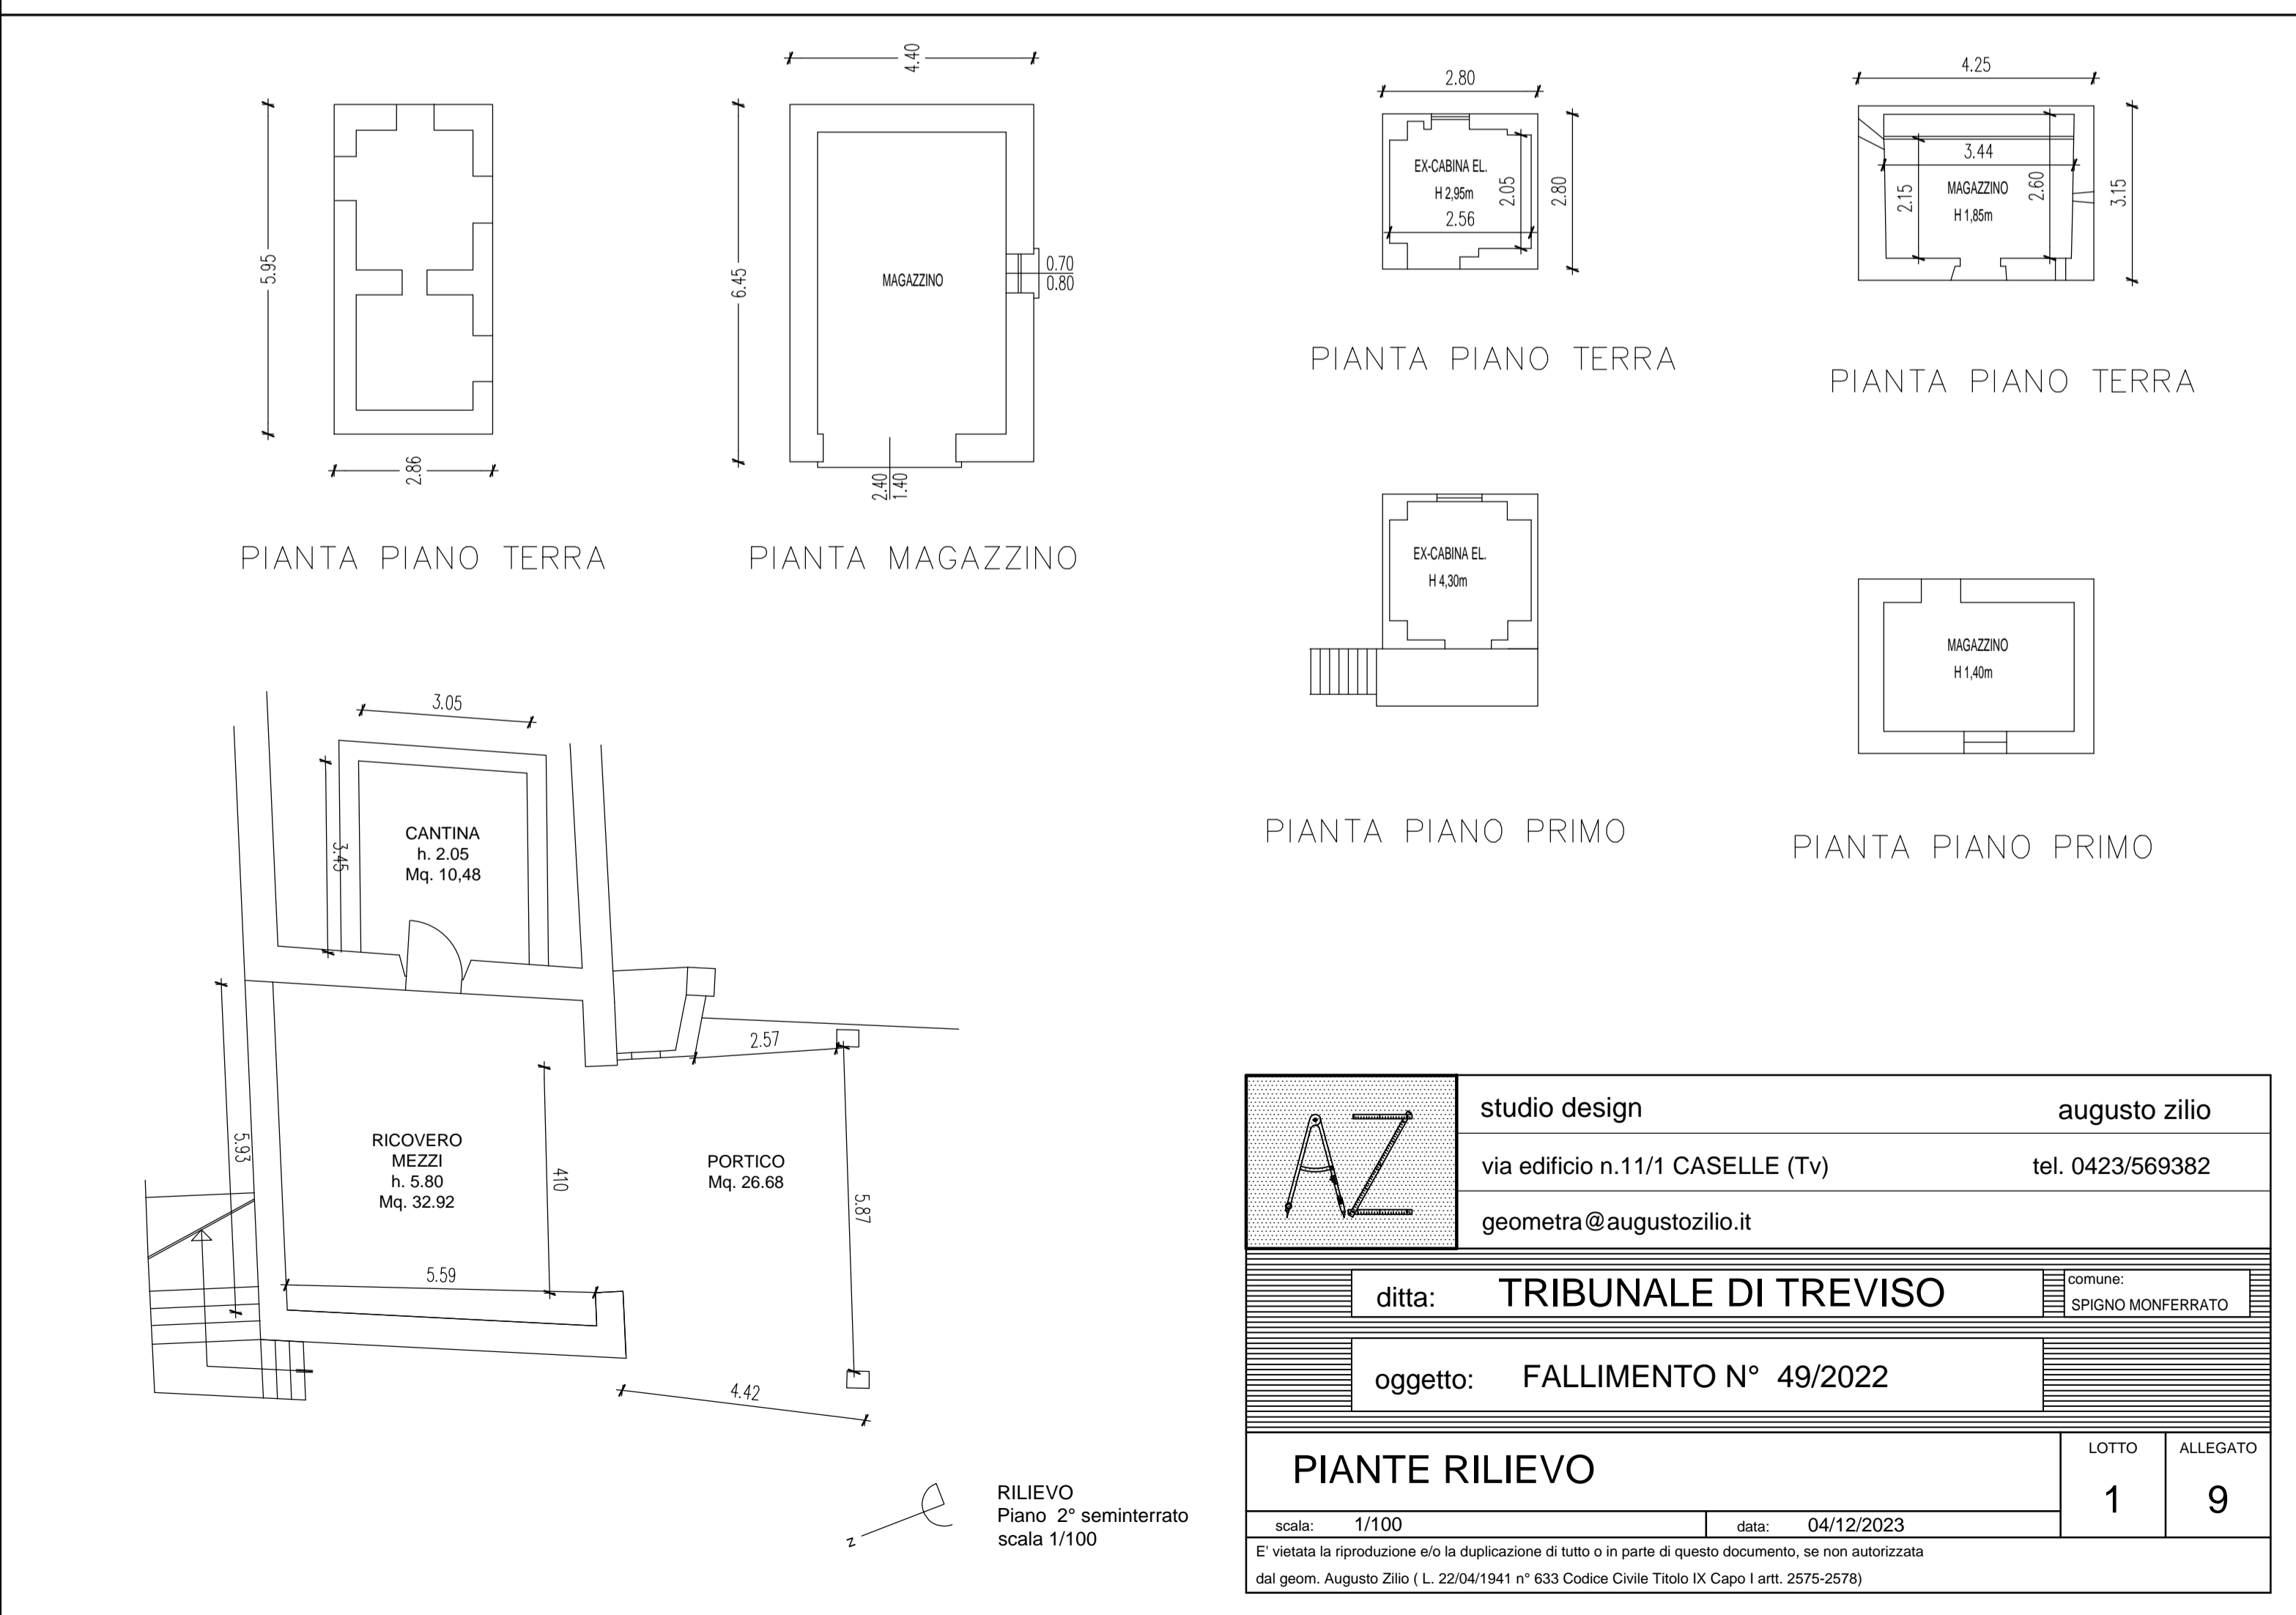 5.95
2.86
PIANTA PIANO TERRA
4.40
6.45
MAGAZZINO
0.70
0.80
2.40
1.40
PIANTA MAGAZZINO
2.80
EX-CABINA EL.
H 2,95m
2.56
2.05
2.80
PIANTA PIANO TERRA
4.25
3.44
2.15
MAGAZZINO
H 1,85m
2.60
3.15
PIANTA PIANO TERRA
EX-CABINA EL.
H 4,30m
PIANTA PIANO PRIMO
MAGAZZINO
H 1,40m
PIANTA PIANO PRIMO
3.05
3.45
CANTINA
h. 2.05
Mq. 10,48
5.93
RICOVERO
MEZZI
h. 5.80
Mq. 32.92
410
5.59
2.57
PORTICO
Mq. 26.68
5.87
4.42
z
RILIEVO
Piano 2° seminterrato
scala 1/100
AZ
studio design augusto zilio
via edificio n.11/1 CASELLE (Tv) tel. 0423/569382
geometra@augustozilio.it
ditta: TRIBUNALE DI TREVISO
comune:
SPIGNO MONFERRATO
oggetto: FALLIMENTO N° 49/2022
PIANTE RILIEVO
LOTTO
1
ALLEGATO
9
scala: 1/100
data: 04/12/2023
E' vietata la riproduzione e/o la duplicazione di tutto o in parte di questo documento, se non autorizzata
dal geom. Augusto Zilio ( L. 22/04/1941 n° 633 Codice Civile Titolo IX Capo I artt. 2575-2578)